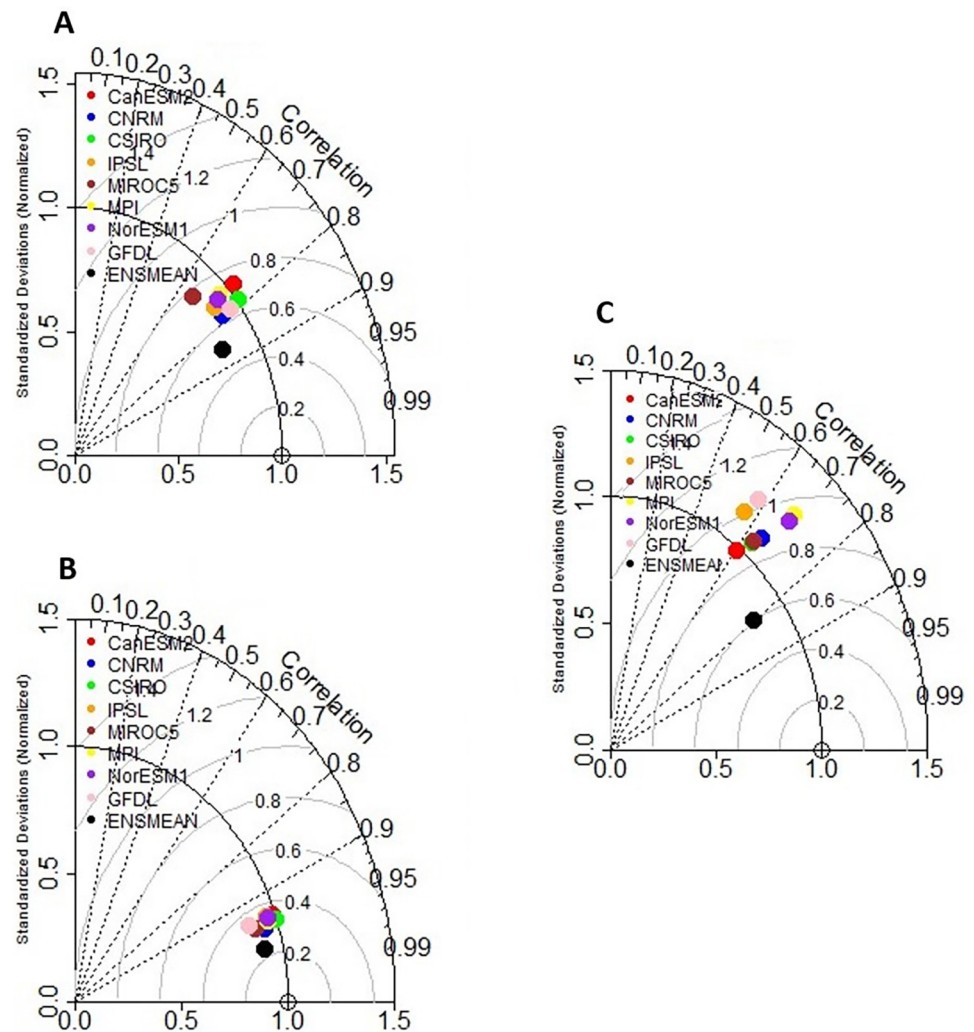 A
0.1 0.2 0.3 0.4 0.5 0.6 0.7 0.8 0.9 0.95 0.99
Correlation
Standardized Deviations (Normalized)
1.5
1.0
0.5
0.0
CanESM2
CNRM
CSIRO
IPSL
MIROC5
MPI
NorESM1
GFDL
ENSMEAN
1.4
1.2
1
0.8
0.6
0.4
0.2
0.0 0.5 1.0 1.5
B
0.1 0.2 0.3 0.4 0.5 0.6 0.7 0.8 0.9 0.95 0.99
Correlation
Standardized Deviations (Normalized)
1.5
1.0
0.5
0.0
CanESM2
CNRM
CSIRO
IPSL
MIROC5
MPI
NorESM1
GFDL
ENSMEAN
1.4
1.2
1
0.8
0.6
0.4
0.2
0.0 0.5 1.0 1.5
C
0.1 0.2 0.3 0.4 0.5 0.6 0.7 0.8 0.9 0.95 0.99
Correlation
Standardized Deviations (Normalized)
1.5
1.0
0.5
0.0
CanESM2
CNRM
CSIRO
IPSL
MIROC5
MPI
NorESM1
GFDL
ENSMEAN
1.4
1.2
1
0.8
0.6
0.4
0.2
0.0 0.5 1.0 1.5